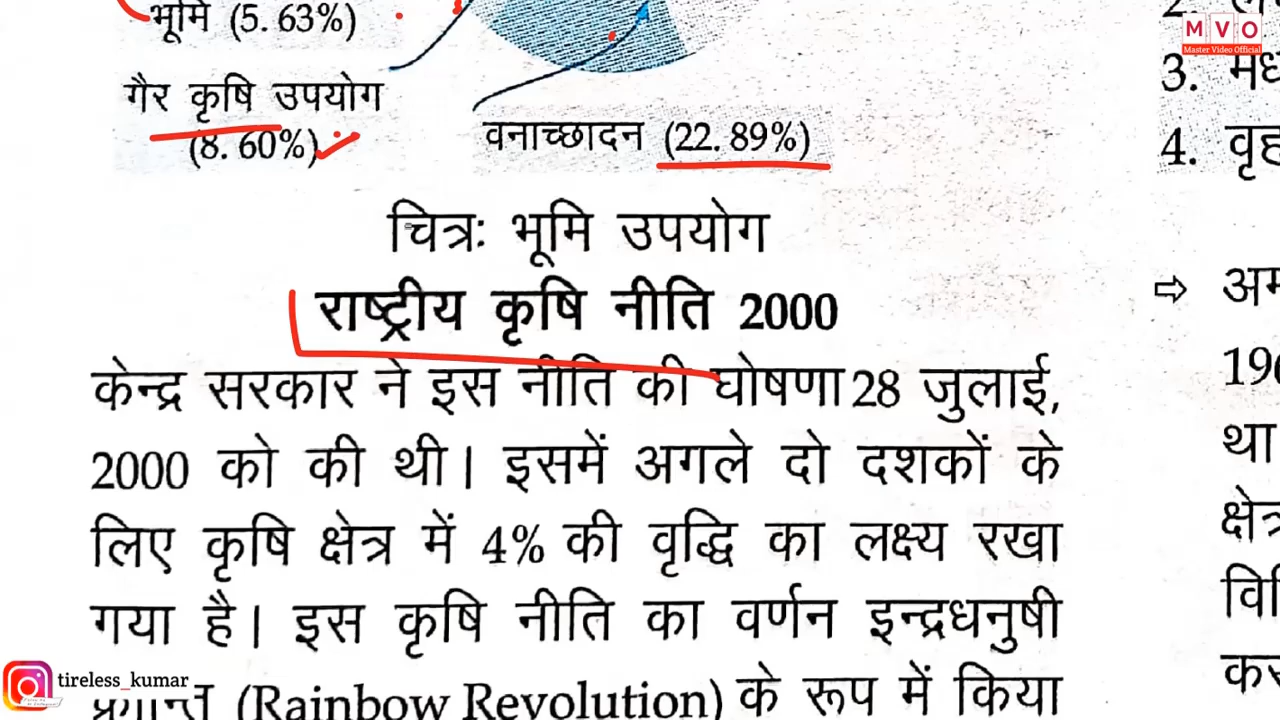 भूमि (5.63%)
गैर कृषि उपयोग
(8.60%)
वनाच्छादन (22.89%)
चित्रः भूमि उपयोग
राष्ट्रीय कृषि नीति 2000
केन्द्र सरकार ने इस नीति की घोषणा 28 जुलाई,
2000 को की थी। इसमें अगले दो दशकों के
लिए कृषि क्षेत्र में 4% की वृद्धि का लक्ष्य रखा
गया है। इस कृषि नीति का वर्णन इन्द्रधनुषी
(Rainbow Revolution) के रूप में किया
2.
3.
4.
⇨
था
M V O
Master Video Official
tireless_kumar